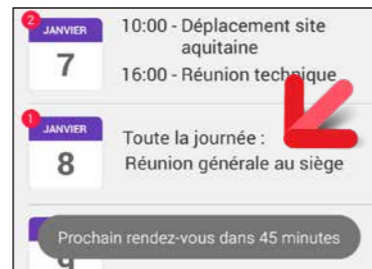 2
JANVIER
7
10:00 - Déplacement site
aquitaine
16:00 - Réunion technique
1
JANVIER
8
Toute la journée :
Réunion générale au siège
9
Prochain rendez-vous dans 45 minutes